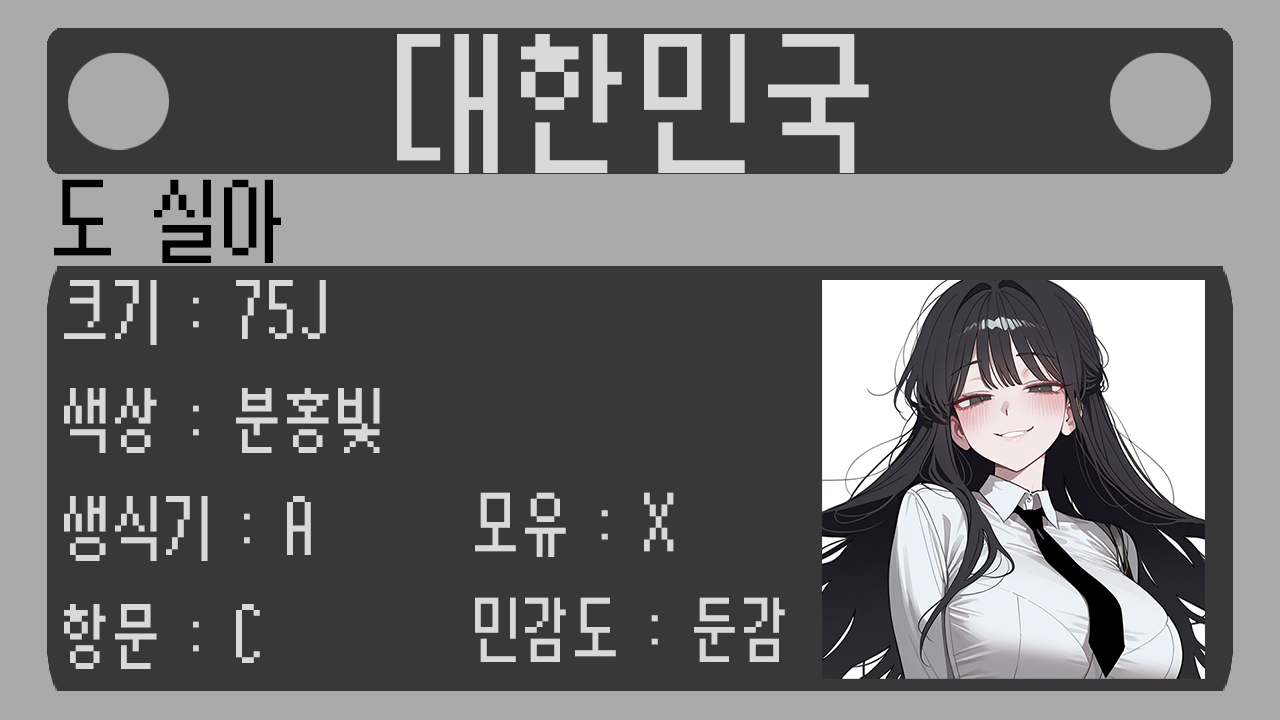 대한민국
도 실아
크기 : 75J
색상 : 분홍빛
생식기 : A 모유 : X
항문 : C 민감도 : 둔감